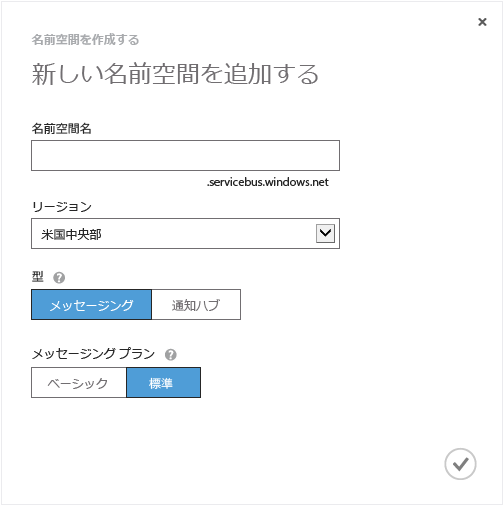 名前空間を作成する
新しい名前空間を追加する
名前空間名
.servicebus.windows.net
リージョン
米国中央部
型 ?
メッセージング 通知ハブ
メッセージング プラン ?
ベーシック 標準